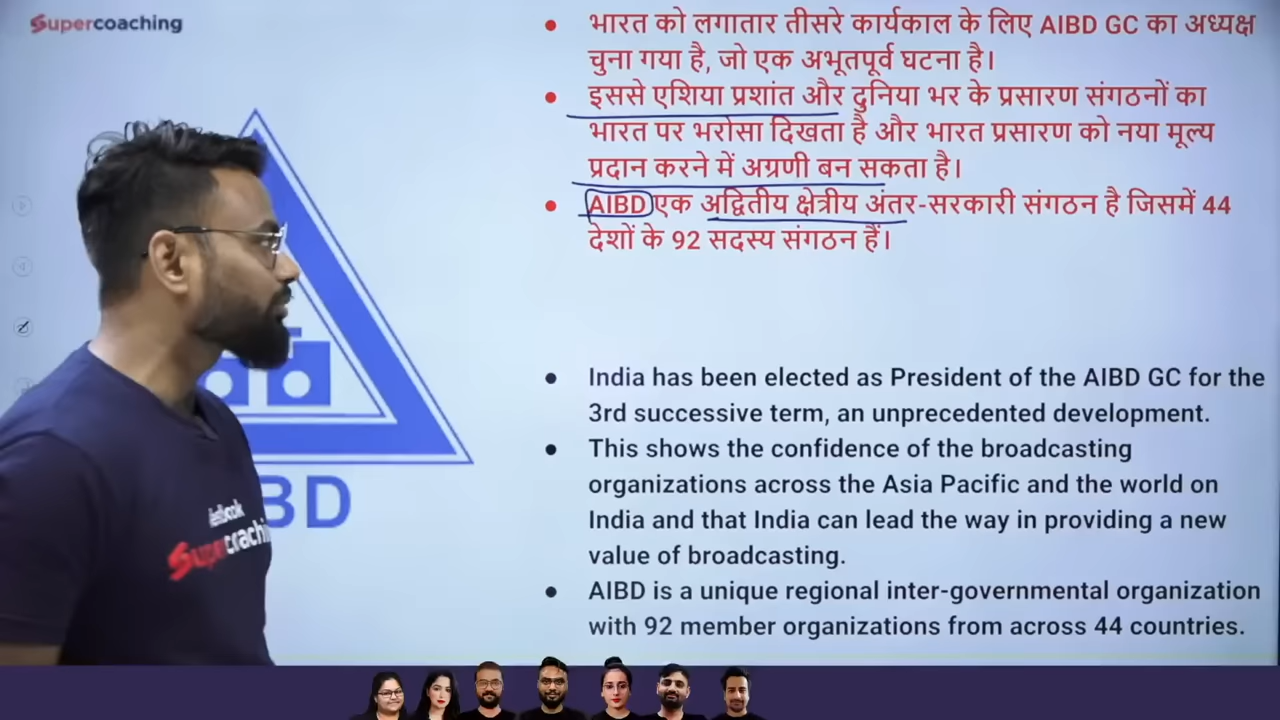 Supercoaching
भारत को लगातार तीसरे कार्यकाल के लिए AIBD GC का अध्यक्ष
चुना गया है, जो एक अभूतपूर्व घटना है।
इससे एशिया प्रशांत और दुनिया भर के प्रसारण संगठनों का
भारत पर भरोसा दिखता है और भारत प्रसारण को नया मूल्य
प्रदान करने में अग्रणी बन सकता है।
AIBD एक अद्वितीय क्षेत्रीय अंतर-सरकारी संगठन है जिसमें 44
देशों के 92 सदस्य संगठन हैं।
India has been elected as President of the AIBD GC for the
3rd successive term, an unprecedented development.
This shows the confidence of the broadcasting
organizations across the Asia Pacific and the world on
India and that India can lead the way in providing a new
value of broadcasting.
AIBD is a unique regional inter-governmental organization
with 92 member organizations from across 44 countries.
BD